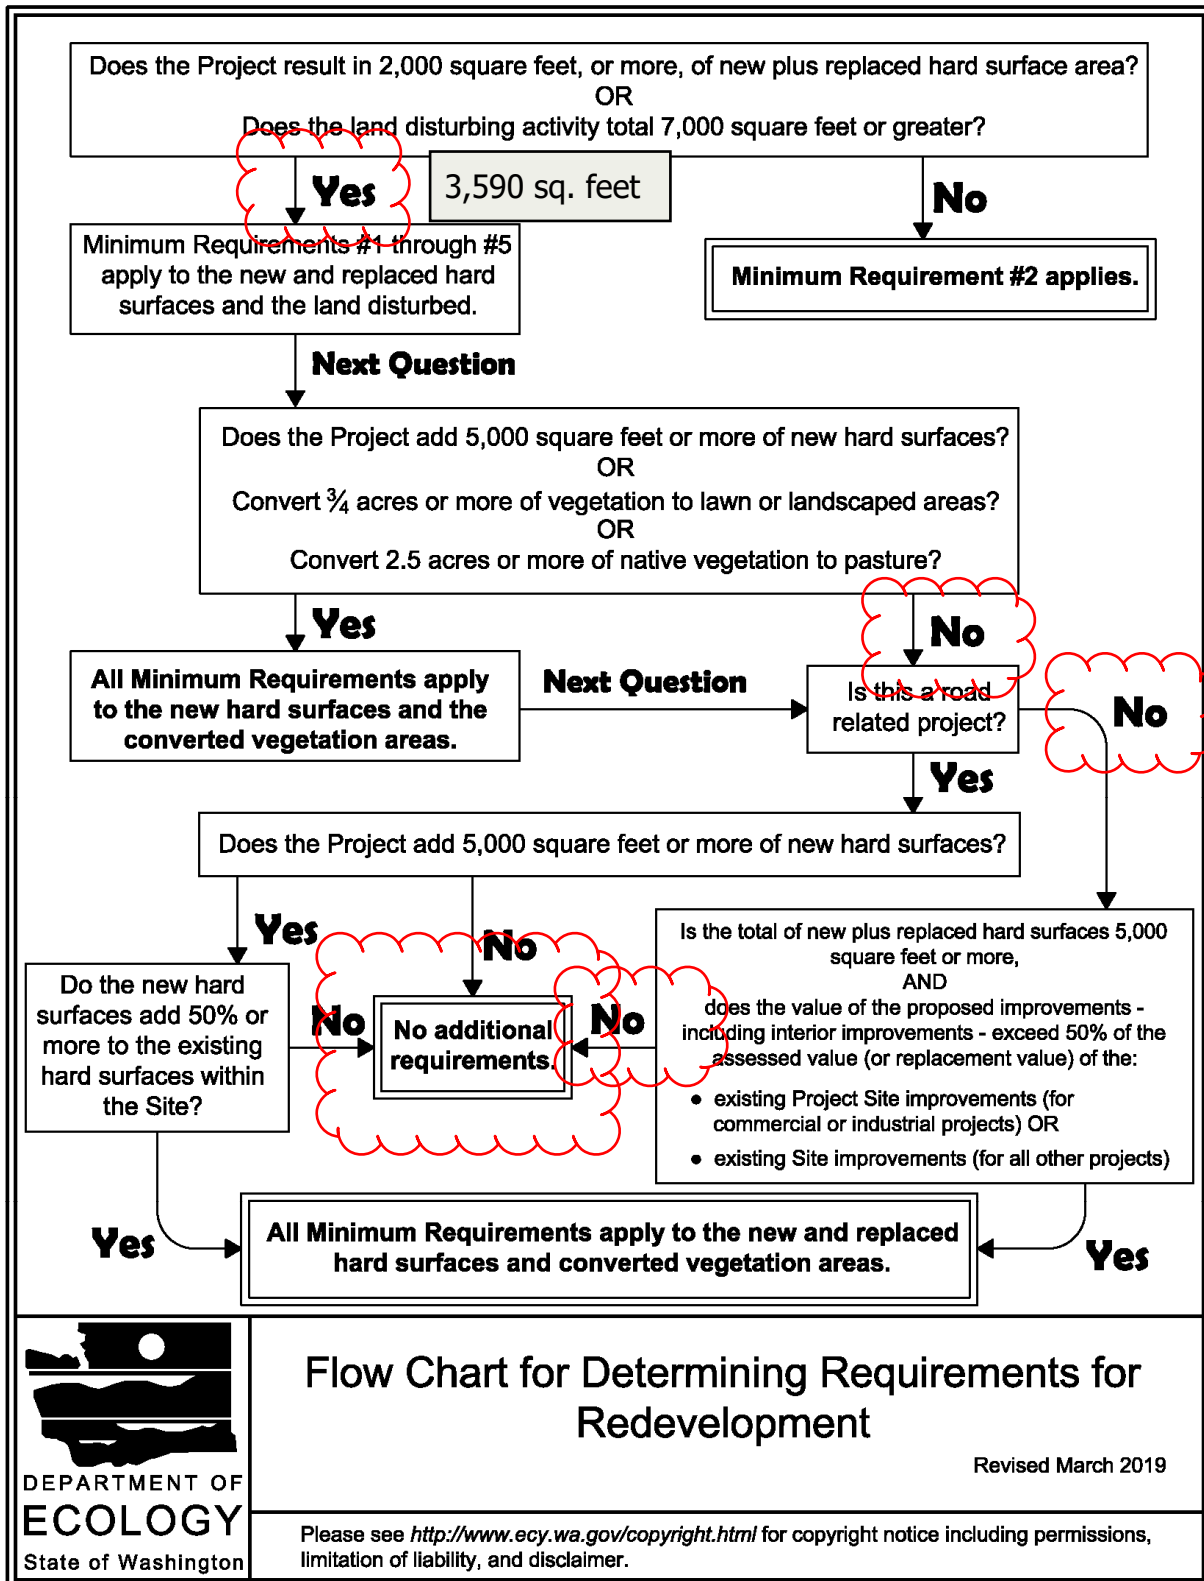 Does the Project result in 2,000 square feet, or more, of new plus replaced hard surface area?
OR
Does the land disturbing activity total 7,000 square feet or greater?
Yes
3,590 sq. feet
No
Minimum Requirements #1 through #5
apply to the new and replaced hard
surfaces and the land disturbed.
Minimum Requirement #2 applies.
Next Question
Does the Project add 5,000 square feet or more of new hard surfaces?
OR
Convert ¾ acres or more of vegetation to lawn or landscaped areas?
OR
Convert 2.5 acres or more of native vegetation to pasture?
Yes
No
All Minimum Requirements apply
to the new hard surfaces and the
converted vegetation areas.
Next Question
Is this a road
related project?
No
Yes
Does the Project add 5,000 square feet or more of new hard surfaces?
Yes
No
Do the new hard
surfaces add 50% or
more to the existing
hard surfaces within
the Site?
No
No additional
requirements.
No
Is the total of new plus replaced hard surfaces 5,000
square feet or more,
AND
does the value of the proposed improvements -
including interior improvements - exceed 50% of the
assessed value (or replacement value) of the:
• existing Project Site improvements (for
commercial or industrial projects) OR
• existing Site improvements (for all other projects)
Yes
All Minimum Requirements apply to the new and replaced
hard surfaces and converted vegetation areas.
Yes
DEPARTMENT OF
ECOLOGY
State of Washington
Flow Chart for Determining Requirements for
Redevelopment
Revised March 2019
Please see http://www.ecy.wa.gov/copyright.html for copyright notice including permissions,
limitation of liability, and disclaimer.